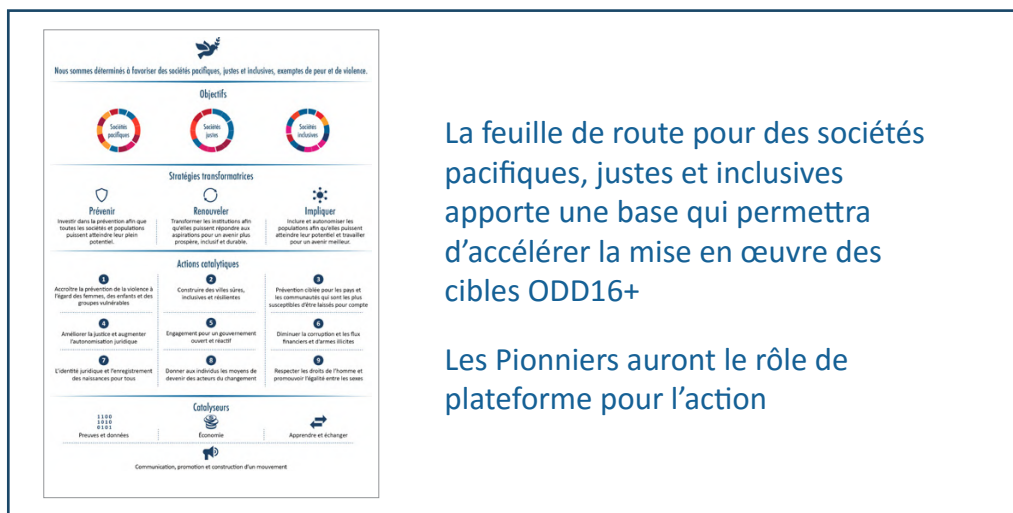 Nous sommes déterminés à favoriser des sociétés pacifiques, justes et inclusives, exemptes de peur et de violence.
Objectifs
Sociétés
pacifiques
Sociétés
justes
Sociétés
inclusives
Stratégies transformatrices
Prévenir
Investir dans la prévention afin que
toutes les sociétés et populations
puissent atteindre leur plein
potentiel.
Renouveler
Transformer les institutions afin
qu'elles puissent répondre aux
aspirations pour un avenir plus
prospère, inclusif et durable.
Impliquer
Inclure et autonomiser les
populations afin qu'elles puissent
atteindre leur potentiel et travailler
pour un avenir meilleur.
Actions catalytiques
1
Accroître la prévention de la violence à
l'égard des femmes, des enfants et des
groupes vulnérables
2
Construire des villes sûres,
inclusives et résilientes
3
Prévention ciblée pour les pays et
les communautés qui sont les plus
susceptibles d'être laissés pour compte
4
Améliorer la justice et augmenter
l'autonomisation juridique
5
Engagement pour un gouvernement
ouvert et réactif
6
Diminuer la corruption et les flux
financiers et d'armes illicites
7
L'identité juridique et l'enregistrement
des naissances pour tous
8
Donner aux individus les moyens de
devenir des acteurs du changement
9
Respecter les droits de l'homme et
promouvoir l'égalité entre les sexes
Catalyseurs
1100
1010
0101
Preuves et données
Économie
Apprendre et échanger
Communication, promotion et construction d'un mouvement
La feuille de route pour des sociétés
pacifiques, justes et inclusives
apporte une base qui permettra
d'accélérer la mise en œuvre des
cibles ODD16+
Les Pionniers auront le rôle de
plateforme pour l'action